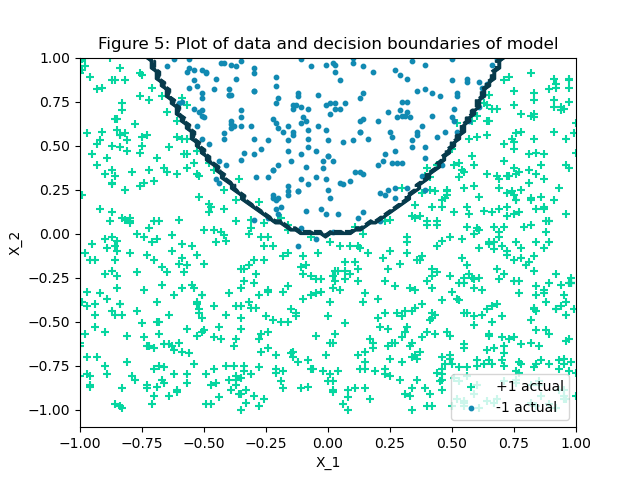 Figure 5: Plot of data and decision boundaries of model
1.00
0.75
0.50
0.25
0.00
−0.25
−0.50
−0.75
−1.00
X_2
+1 actual
-1 actual
−1.00 −0.75 −0.50 −0.25 0.00 0.25 0.50 0.75 1.00
X_1